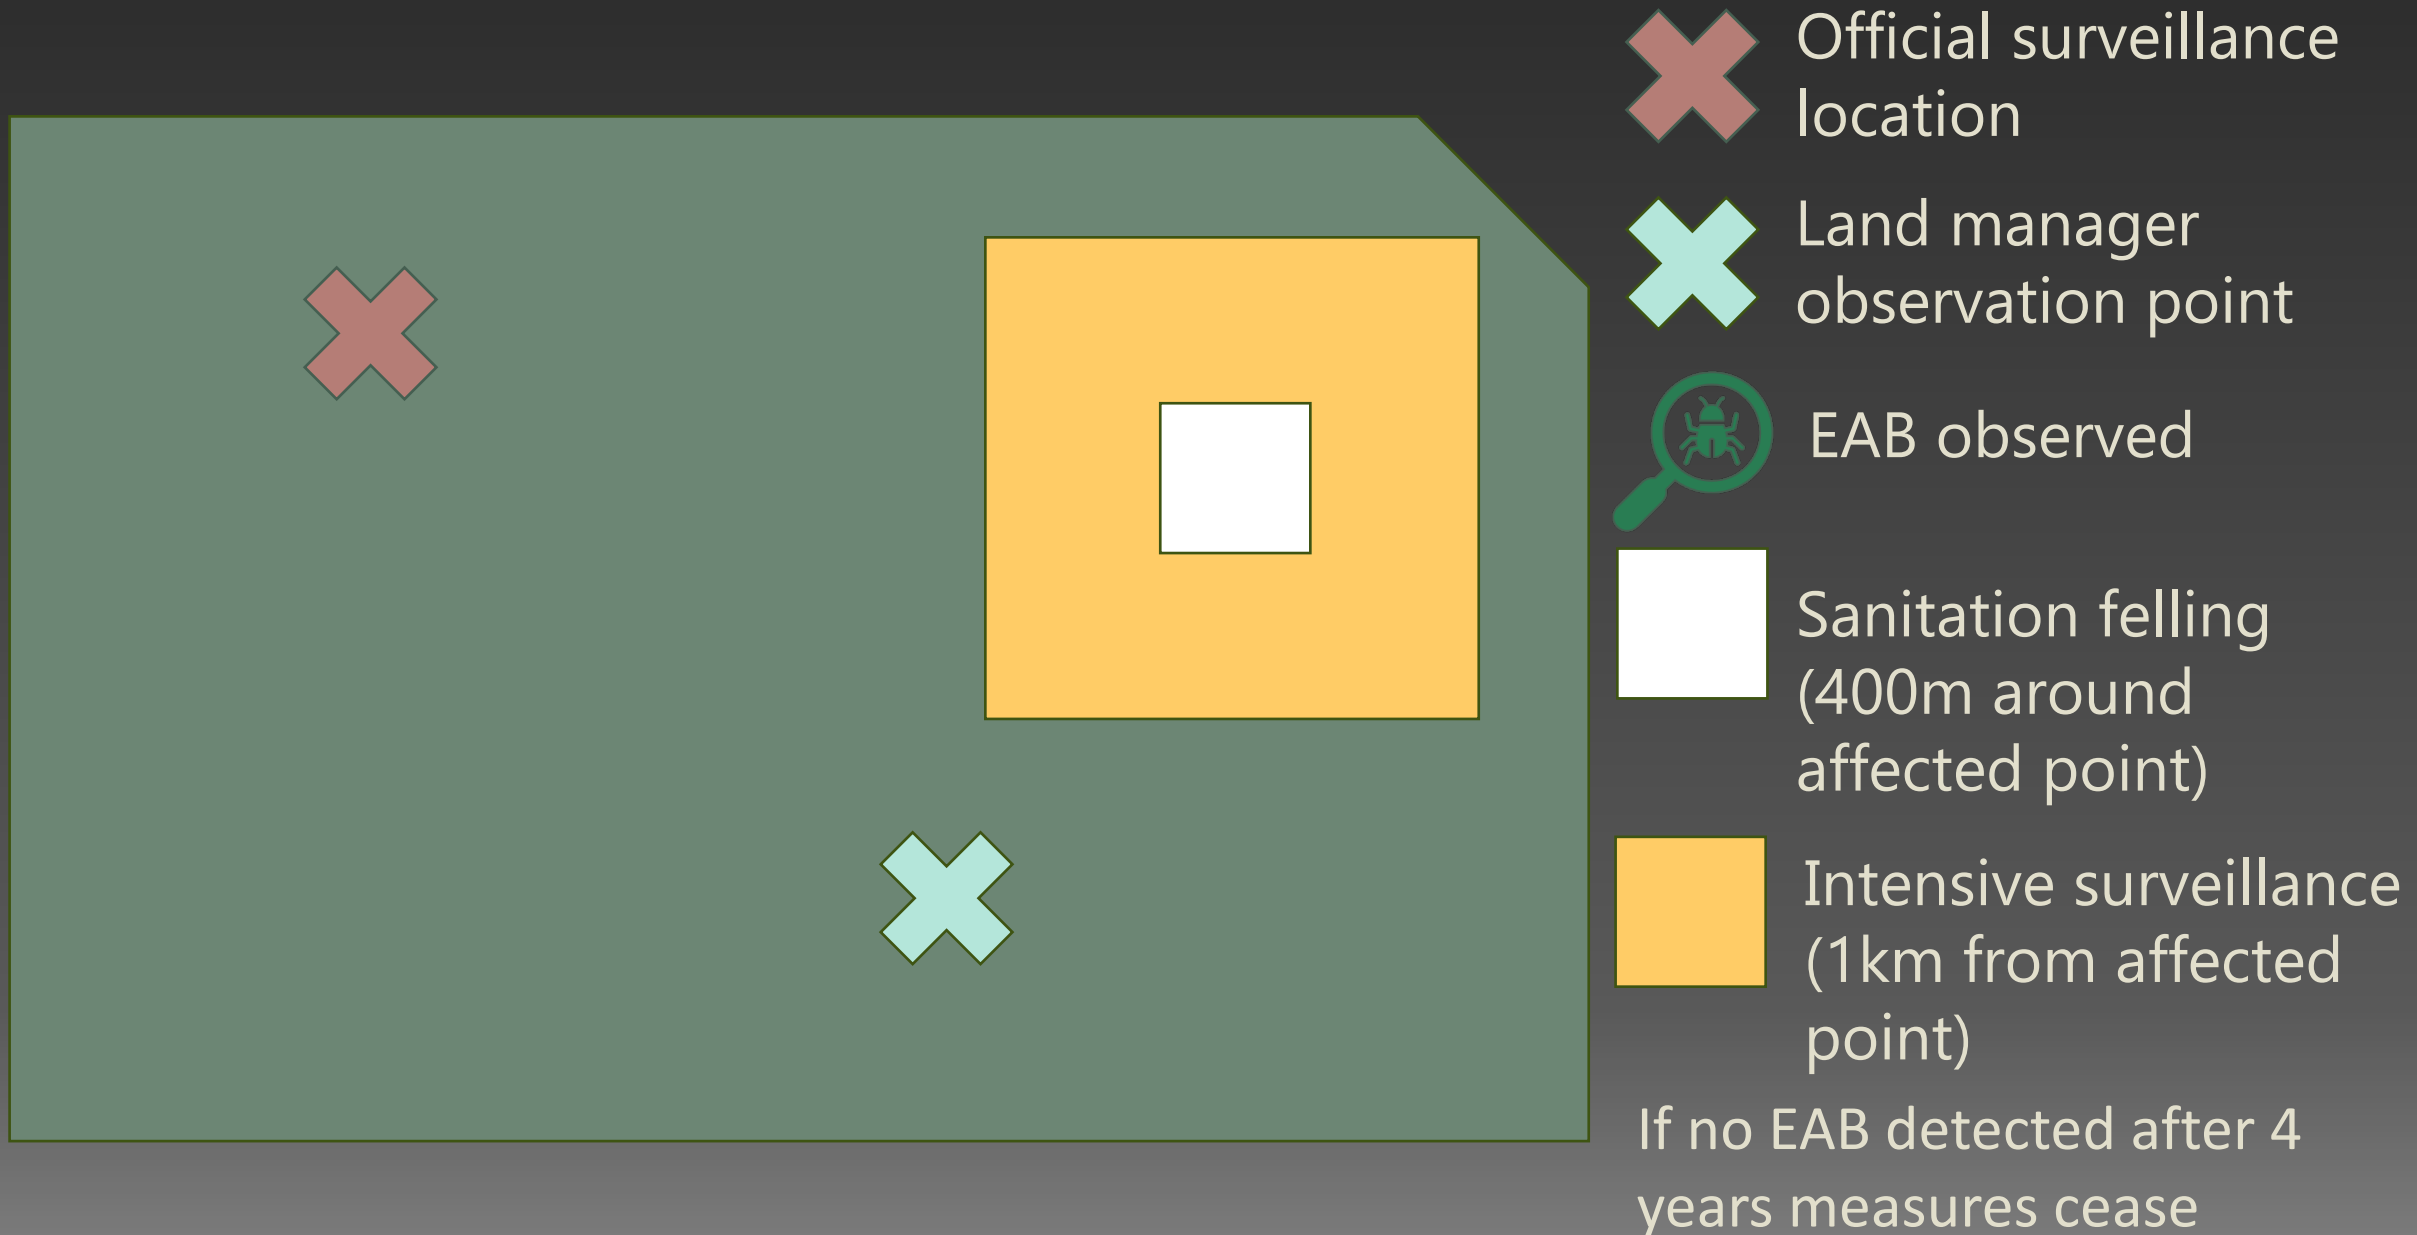 Official surveillance
location
Land manager
observation point
EAB observed
Sanitation felling
(400m around
affected point)
Intensive surveillance
(1km from affected
point)
If no EAB detected after 4
years measures cease